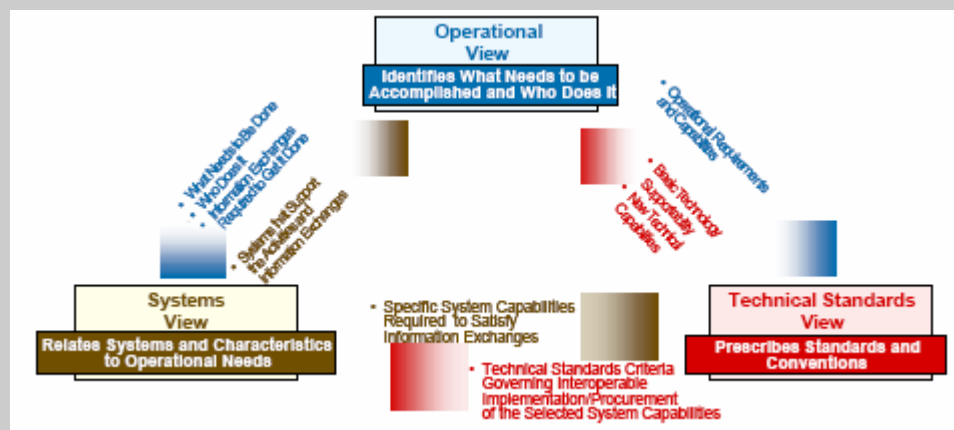 Operational
View
Identifies What Needs to be
Accomplished and Who Does It
• What Needs to Be Done
• Who Does It
• Information Exchanges
Required to Get It Done
• Systems that Support
the Activities and
Information Exchanges
• Operational Requirements
and Capabilities
• Basic Technology
Supportability
• New Technical
Capabilities
Systems
View
Relates Systems and Characteristics
to Operational Needs
• Specific System Capabilities
Required to Satisfy
Information Exchanges
• Technical Standards Criteria
Governing Interoperable
Implementation/Procurement
of the Selected System Capabilities
Technical Standards
View
Prescribes Standards and
Conventions